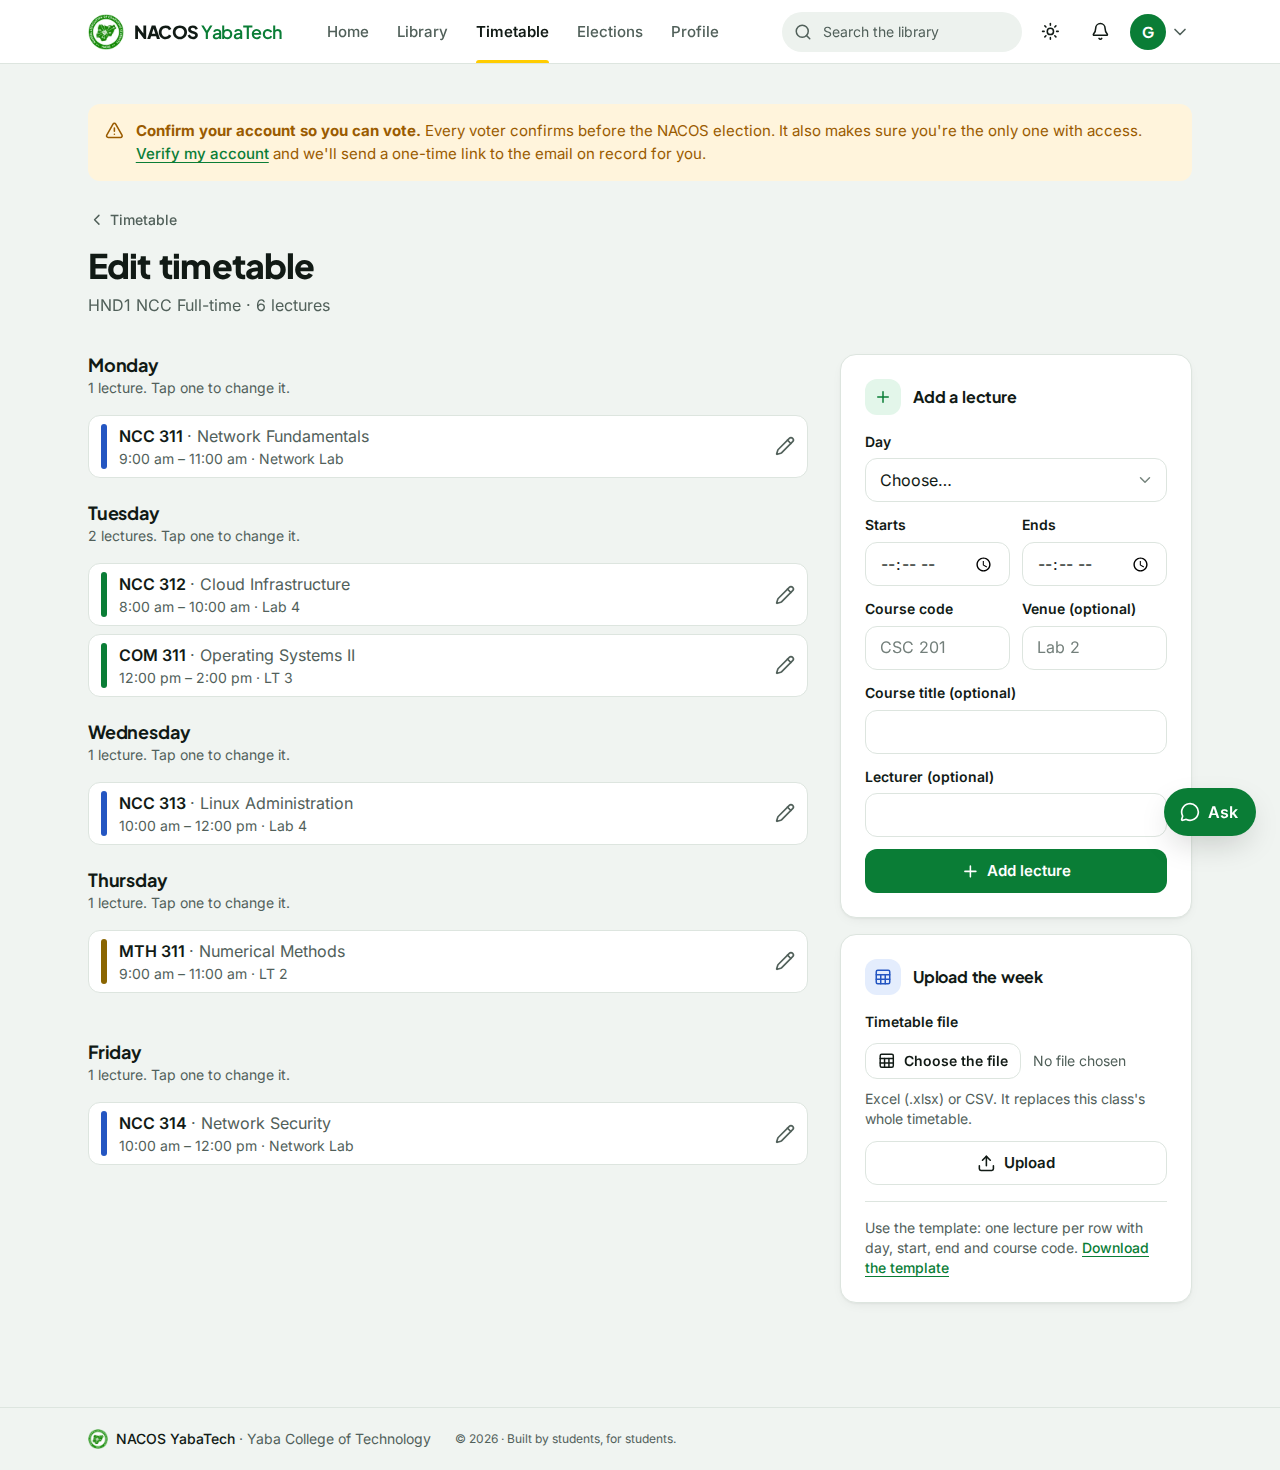 NACOS YabaTech
Home
Library
Timetable
Elections
Profile
Search the library
G
Confirm your account so you can vote. Every voter confirms before the NACOS election. It also makes sure you're the only one with access.
Verify my account and we'll send a one-time link to the email on record for you.
Timetable
Edit timetable
HND1 NCC Full-time · 6 lectures
Monday
1 lecture. Tap one to change it.
NCC 311 · Network Fundamentals
9:00 am – 11:00 am · Network Lab
Tuesday
2 lectures. Tap one to change it.
NCC 312 · Cloud Infrastructure
8:00 am – 10:00 am · Lab 4
COM 311 · Operating Systems II
12:00 pm – 2:00 pm · LT 3
Wednesday
1 lecture. Tap one to change it.
NCC 313 · Linux Administration
10:00 am – 12:00 pm · Lab 4
Thursday
1 lecture. Tap one to change it.
MTH 311 · Numerical Methods
9:00 am – 11:00 am · LT 2
Friday
1 lecture. Tap one to change it.
NCC 314 · Network Security
10:00 am – 12:00 pm · Network Lab
Add a lecture
Day
Choose...
Starts
Ends
--:-- --
--:-- --
Course code
Venue (optional)
CSC 201
Lab 2
Course title (optional)
Lecturer (optional)
Ask
Add lecture
Upload the week
Timetable file
Choose the file
No file chosen
Excel (.xlsx) or CSV. It replaces this class's
whole timetable.
Upload
Use the template: one lecture per row with
day, start, end and course code. Download
the template
NACOS YabaTech · Yaba College of Technology
© 2026 · Built by students, for students.